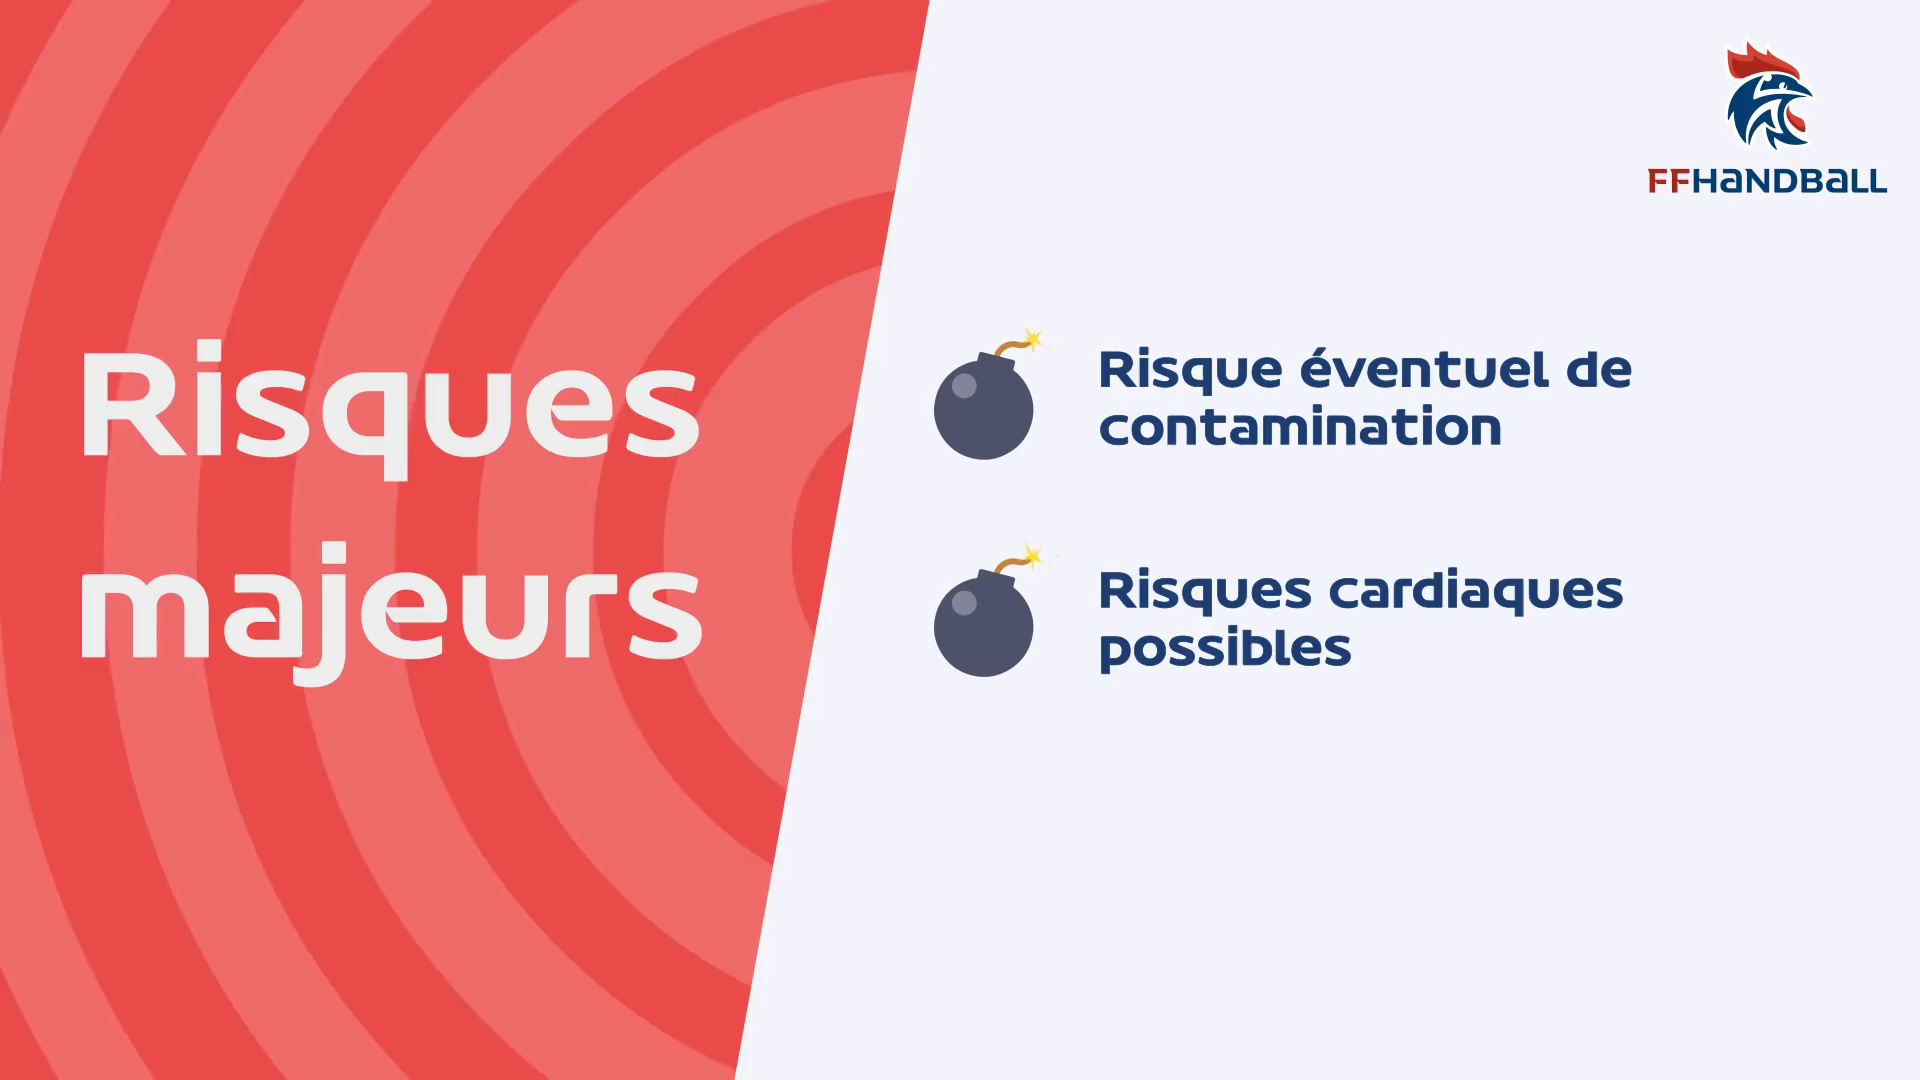 FFHANDBALL
Risques
majeurs
Risque éventuel de
contamination
Risques cardiaques
possibles